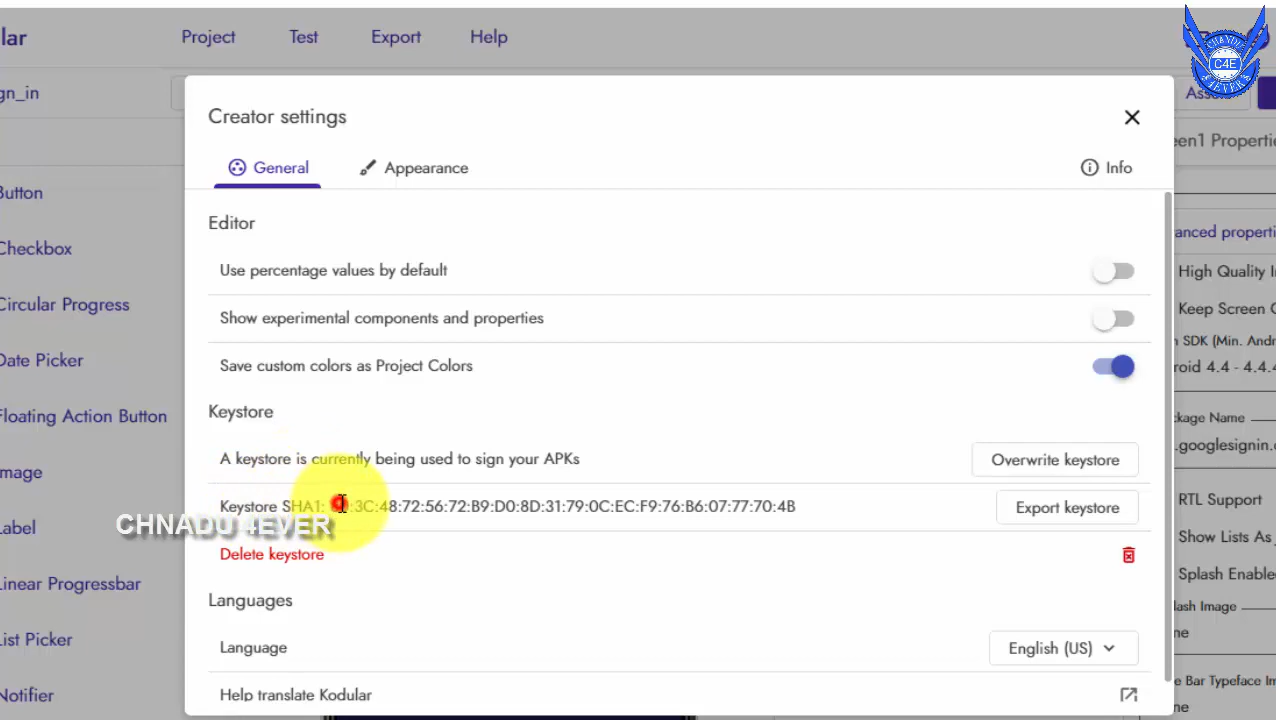 lar
Project
Test
Export
Help
CHANDU
C4E
4EVER
gn_in
Creator settings
een1
General
Appearance
Info
Button
Editor
Use percentage values by default
Checkbox
High Quality
Show experimental components and properties
Circular Progress
Keep Screen
SDK (Min.
Save custom colors as Project Colors
Date Picker
roid 4.4 - 4.4.
Keystore
Floating Action Button
kage Name
.googlesignin.
A keystore is currently being used to sign your APKs
Overwrite keystore
mage
RTL Support
Keystore SHA1: :3C:48:72:56:72:B9:D0:8D:31:79:0C:EC:F9:76:B6:07:77:70:4B
Export keystore
CHNADU 4EVER
Label
Show Lists As
Delete keystore
Splash Enable
Linear Progressbar
Languages
lash Image
ne
List Picker
Language
English (US)
e Bar Typeface
Notifier
Help translate Kodular
ne